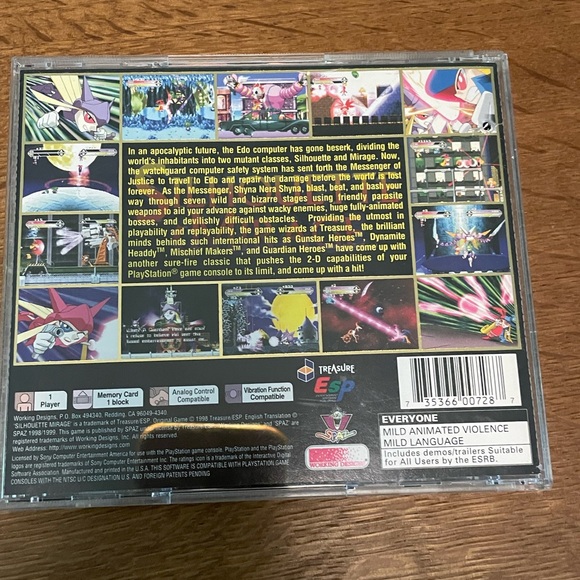 In an apocalyptic future, the Edo computer has gone beserk, dividing the
world's inhabitants into two mutant classes, Silhouette and Mirage. Now,
the watchguard computer safety system has sent forth the Messenger of
Justice to travel to Edo and repair the damage before the world is lost
forever. As the Messenger, Shyna Nera Shyna, blast, beat, and bash your
way through seven wild and bizarre stages using friendly parasite
weapons to aid your advance against wacky enemies, huge fully-animated
bosses, and devilishly difficult obstacles. Providing the utmost in
playability and replayability, the game wizards at Treasure, the brilliant
minds behinds such international hits as Gunstar Heroes™, Dynamite
Headdy™, Mischief Makers™, and Guardian Heroes™ have come up with
another sure-fire classic that pushes the 2-D capabilities of your
PlayStation® game console to its limit, and come up with a hit!
1
Player
Memory Card
1 block
Analog Control
Compatible
Vibration Function
Compatible
TREASURE
ESP
SPAZ
WORKING DESIGNS
7 35366 00728 7
EVERYONE
MILD ANIMATED VIOLENCE
MILD LANGUAGE
Includes demos/trailers Suitable
for All Users by the ESRB.
Working Designs, P.O. Box 494340, Redding, CA 96049-4340.
'SILHOUETTE MIRAGE' is a trademark of Treasure/ESP. Original Game © 1998 Treasure/ESP. English Translation ©
SPAZ 1998/1999. This game is published by SPAZ and 'SPAZ' are
registered trademarks of Working Designs, Inc. All rights reserved.
Web Address: http://www.workingdesigns.com
Licensed by Sony Computer Entertainment America for use with the PlayStation game console. PlayStation and the PlayStation
logos are registered trademarks of Sony Computer Entertainment Inc. The ratings icon is a trademark of the Interactive Digital
Software Association. Manufactured and printed in the U.S.A. THIS SOFTWARE IS COMPATIBLE WITH PLAYSTATION GAME
CONSOLES WITH THE NTSC U/C DESIGNATION U.S. AND FOREIGN PATENTS PENDING